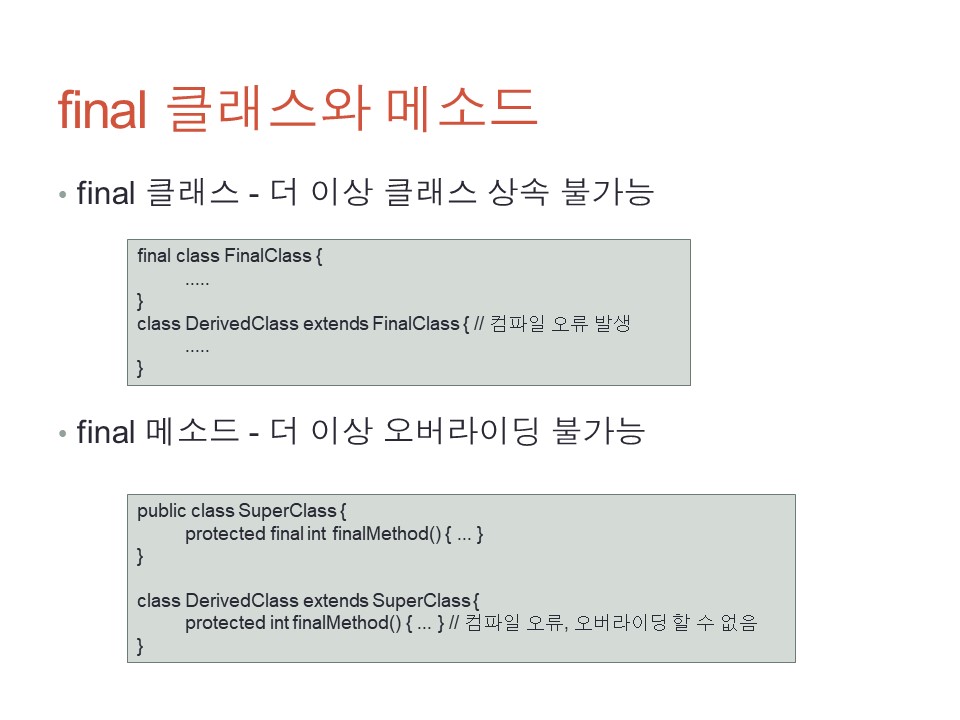 final 클래스와 메소드
• final 클래스 - 더 이상 클래스 상속 불가능
final class FinalClass {
.....
}
class DerivedClass extends FinalClass { // 컴파일 오류 발생
.....
}
• final 메소드 - 더 이상 오버라이딩 불가능
public class SuperClass {
protected final int finalMethod() { ... }
}
class DerivedClass extends SuperClass {
protected int finalMethod() { ... } // 컴파일 오류, 오버라이딩 할 수 없음
}